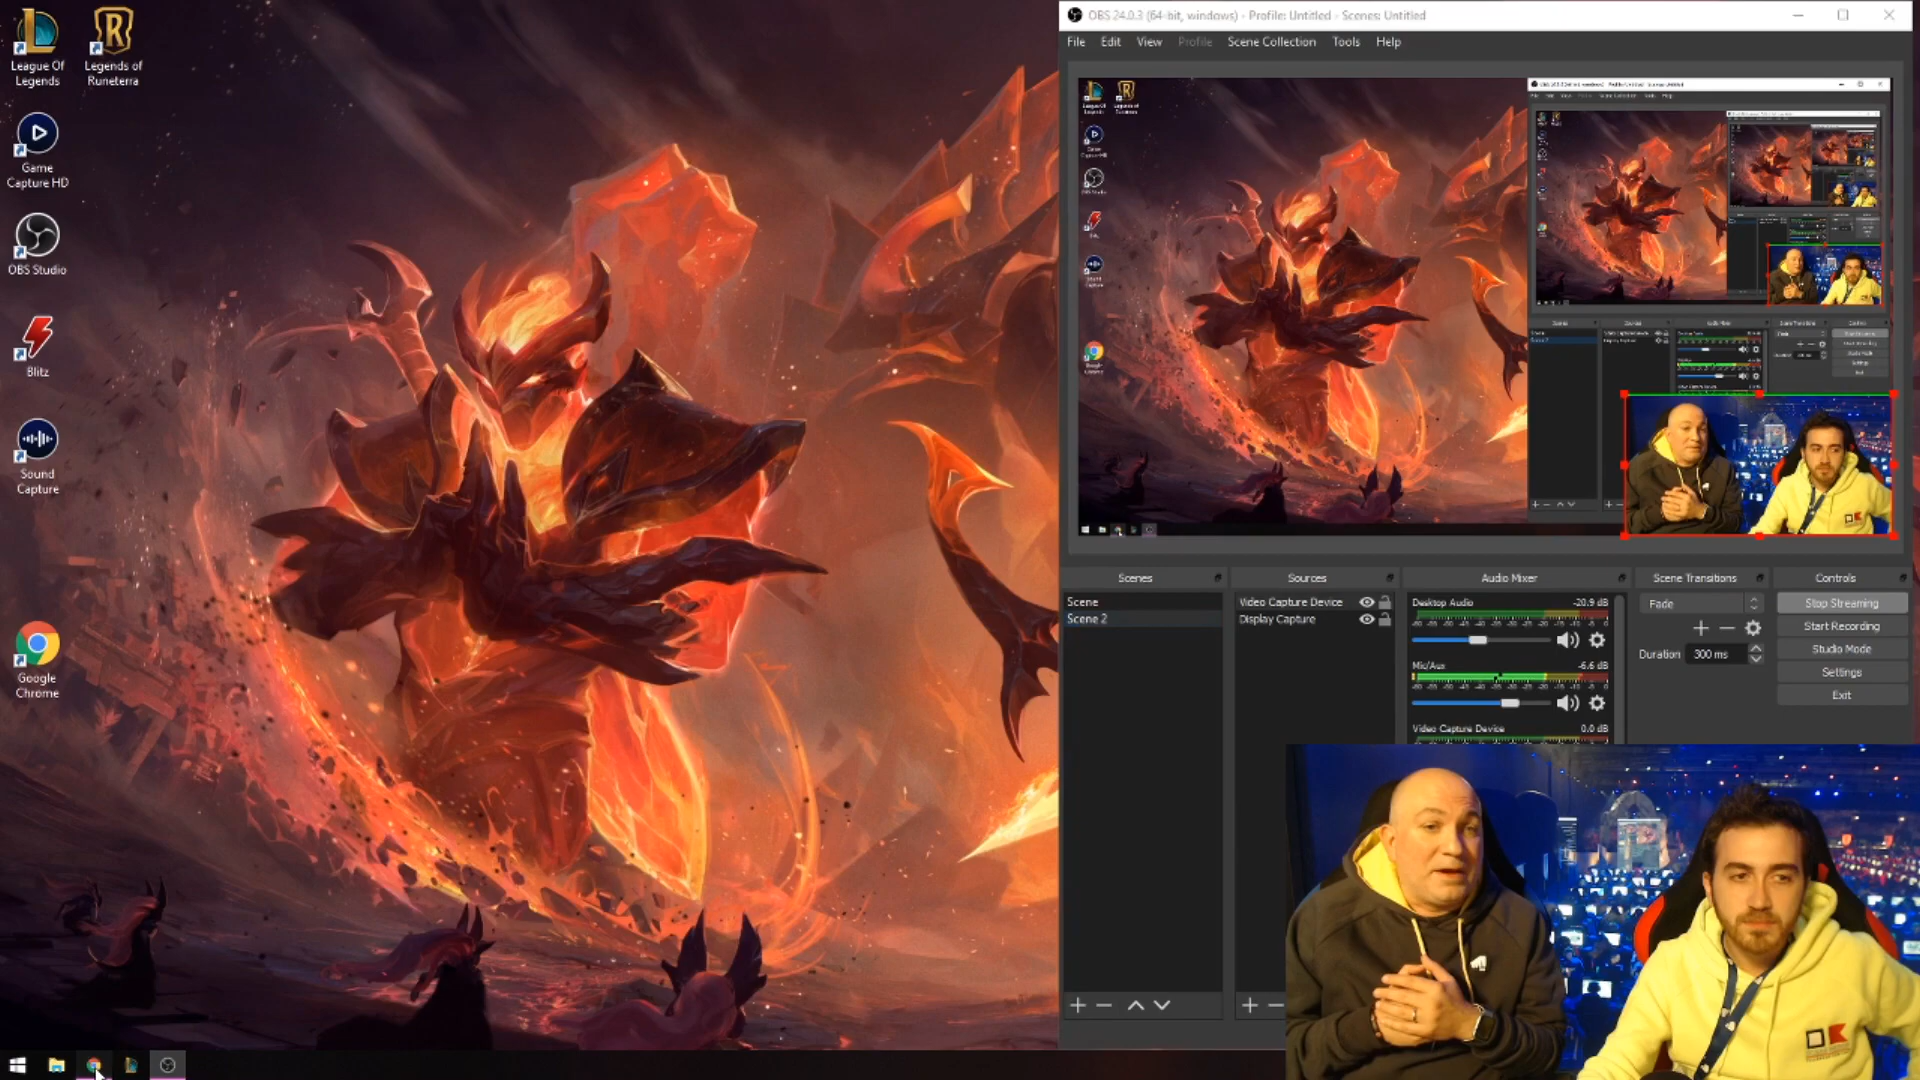 League Of
Legends
Legends of
Runeterra
Game
Capture HD
OBS Studio
Blitz
Sound
Capture
Google
Chrome
OBS 24.0.3 (64-bit, windows) - Profile: Untitled - Scenes: Untitled
File Edit View Profile Scene Collection Tools Help
Scenes
Scene
Scene 2
Sources
Video Capture Device
Display Capture
Audio Mixer
Desktop Audio -20.9 dB
Mic/Aux -6.6 dB
Video Capture Device 0.0 dB
Scene Transitions
Fade
Duration 300 ms
Controls
Stop Streaming
Start Recording
Studio Mode
Settings
Exit